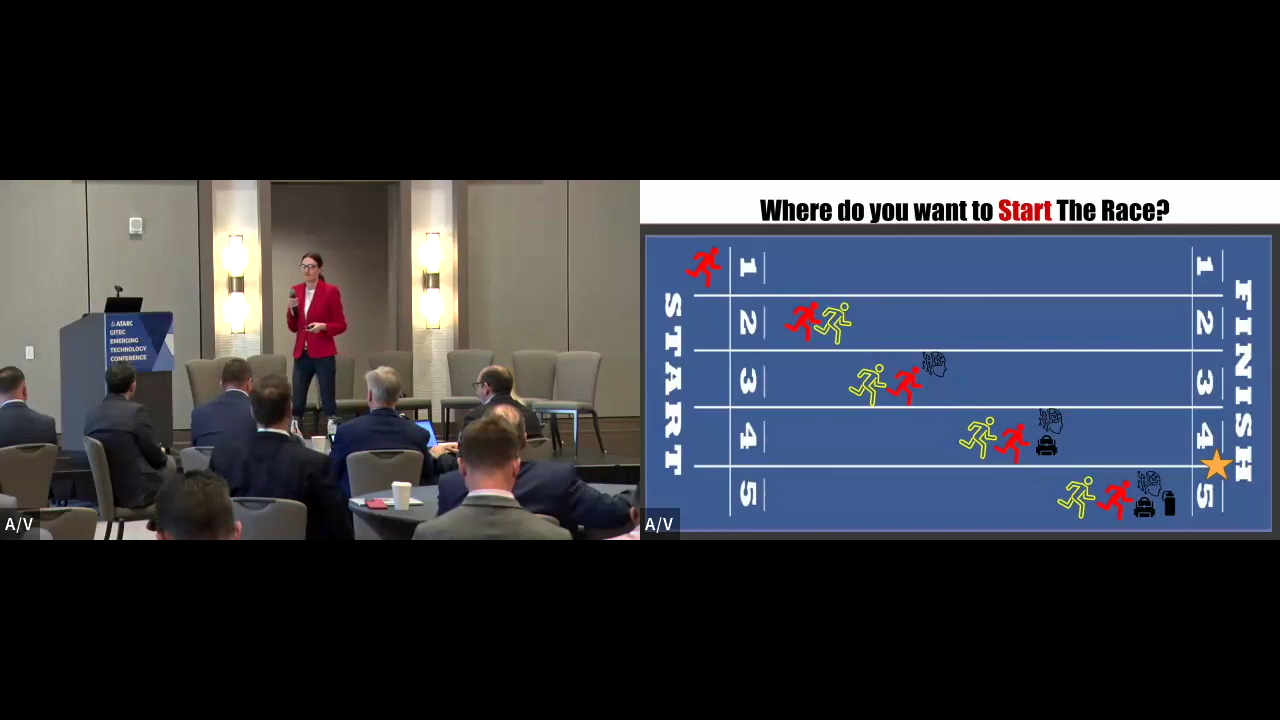 ATARC
GITEC
EMERGING
TECHNOLOGY
CONFERENCE
A/V
Where do you want to Start The Race?
START
1
2
3
4
5
1
2
3
4
5
FINISH
A/V